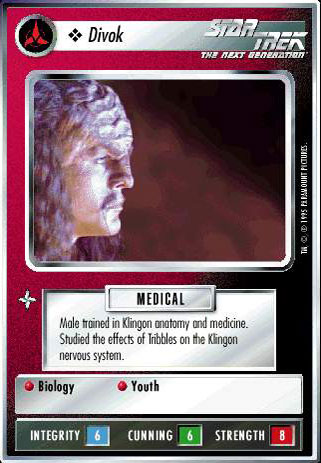 ❖ Divok
STAR TREK
THE NEXT GENERATION
TM, ® & © 1995 PARAMOUNT PICTURES.
MEDICAL
Male trained in Klingon anatomy and medicine.
Studied the effects of Tribbles on the Klingon
nervous system.
Biology Youth
INTEGRITY 6 CUNNING 6 STRENGTH 8